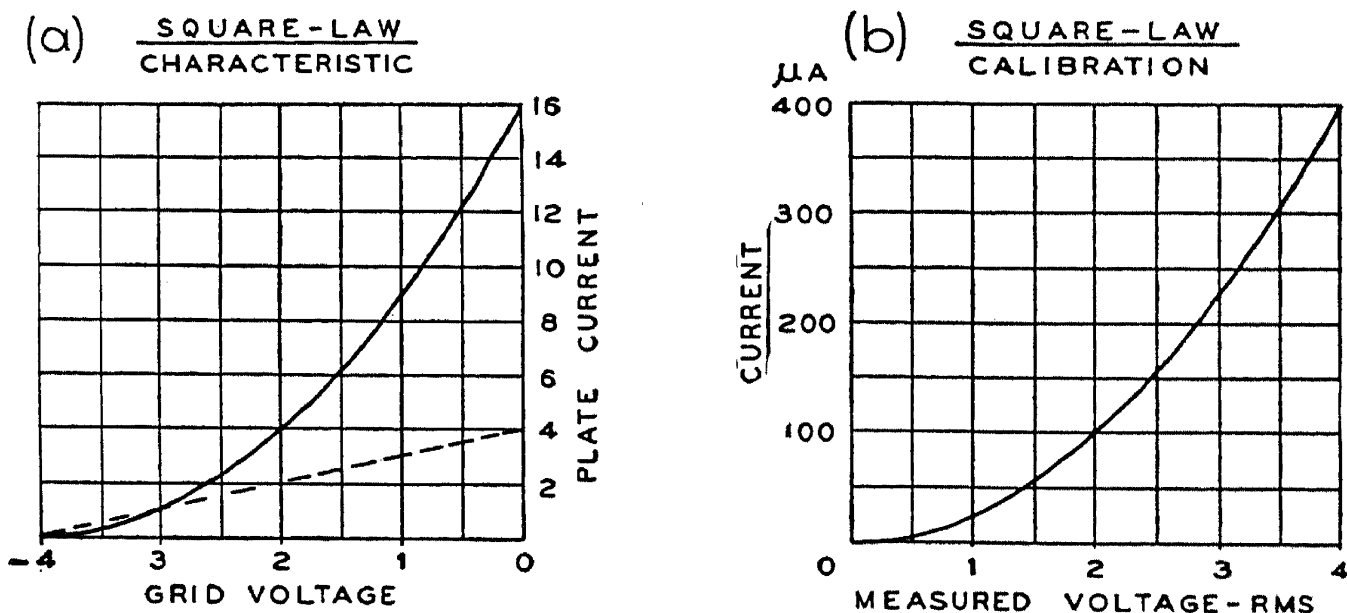 (a) SQUARE-LAW
CHARACTERISTIC
16
14
12
10
8
6
4
2
PLATE CURRENT
-4 3 2 1 0
GRID VOLTAGE
(b) SQUARE-LAW
CALIBRATION
μA
400
300
200
100
CURRENT
0 1 2 3 4
MEASURED VOLTAGE-RMS